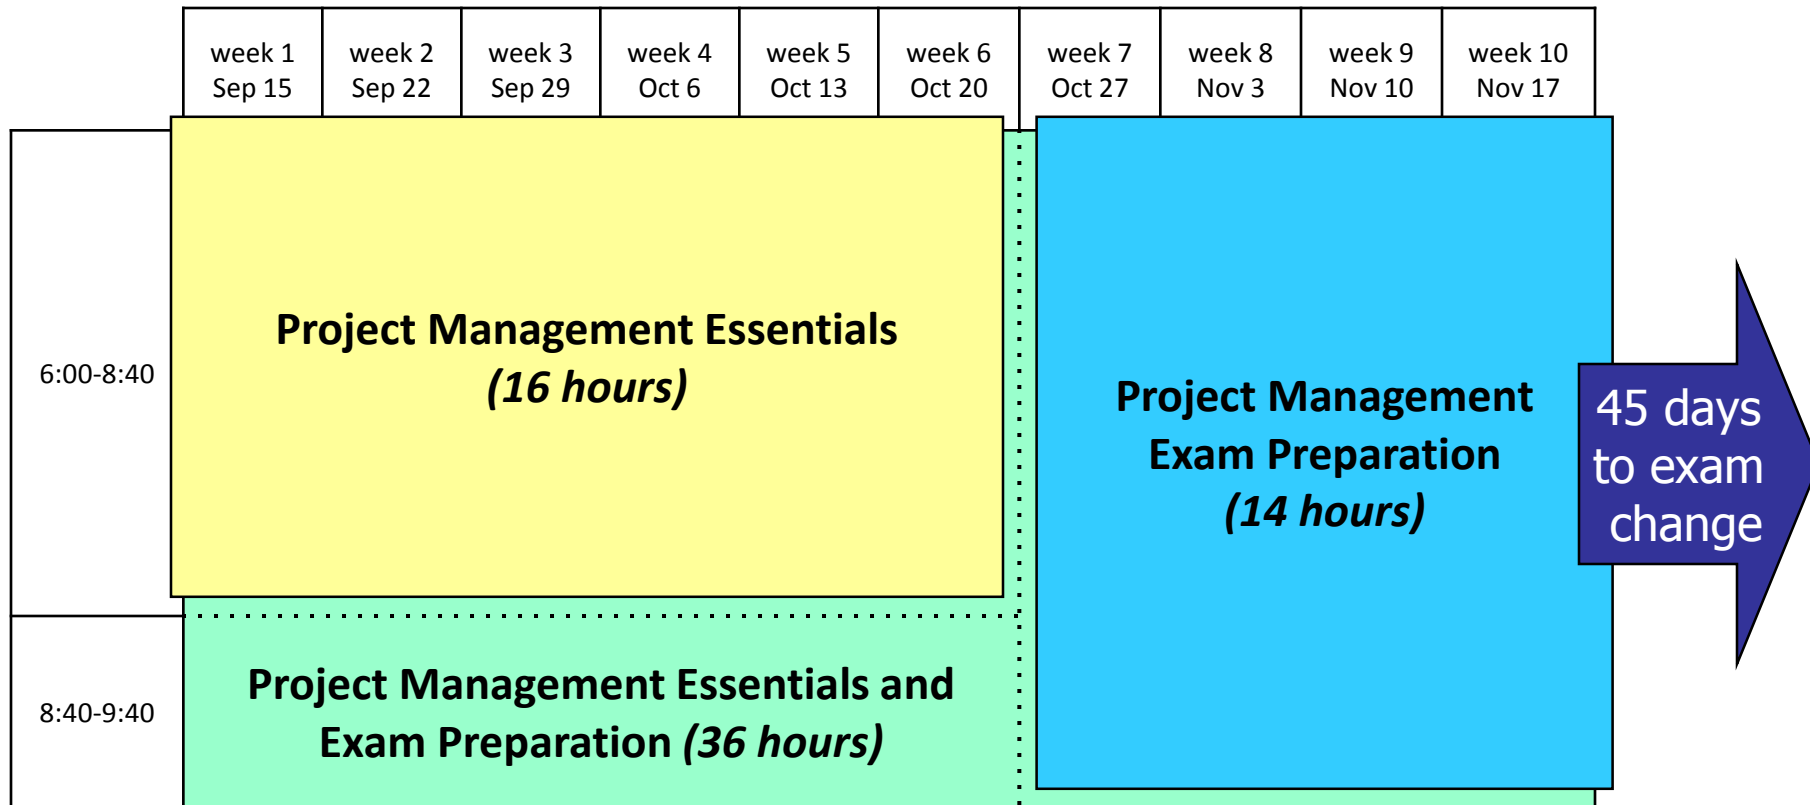 week 1
Sep 15
week 2
Sep 22
week 3
Sep 29
week 4
Oct 6
week 5
Oct 13
week 6
Oct 20
week 7
Oct 27
week 8
Nov 3
week 9
Nov 10
week 10
Nov 17
6:00-8:40
Project Management Essentials
(16 hours)
Project Management
Exam Preparation
(14 hours)
45 days
to exam
change
8:40-9:40
Project Management Essentials and
Exam Preparation (36 hours)